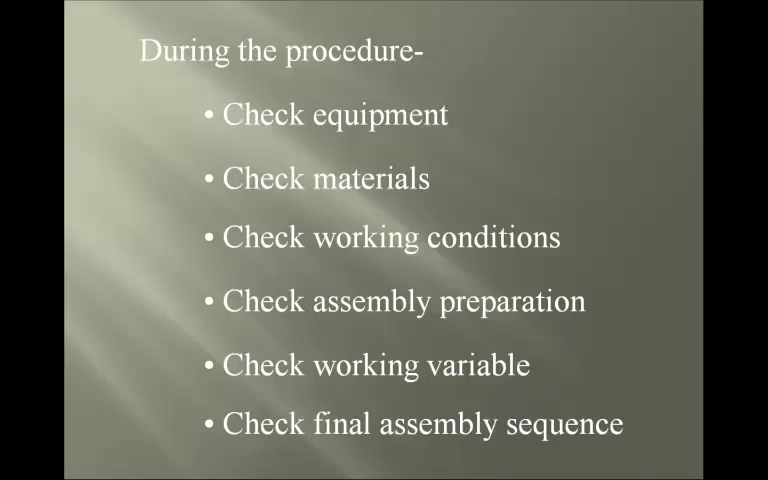 During the procedure-
• Check equipment
• Check materials
• Check working conditions
• Check assembly preparation
• Check working variable
• Check final assembly sequence